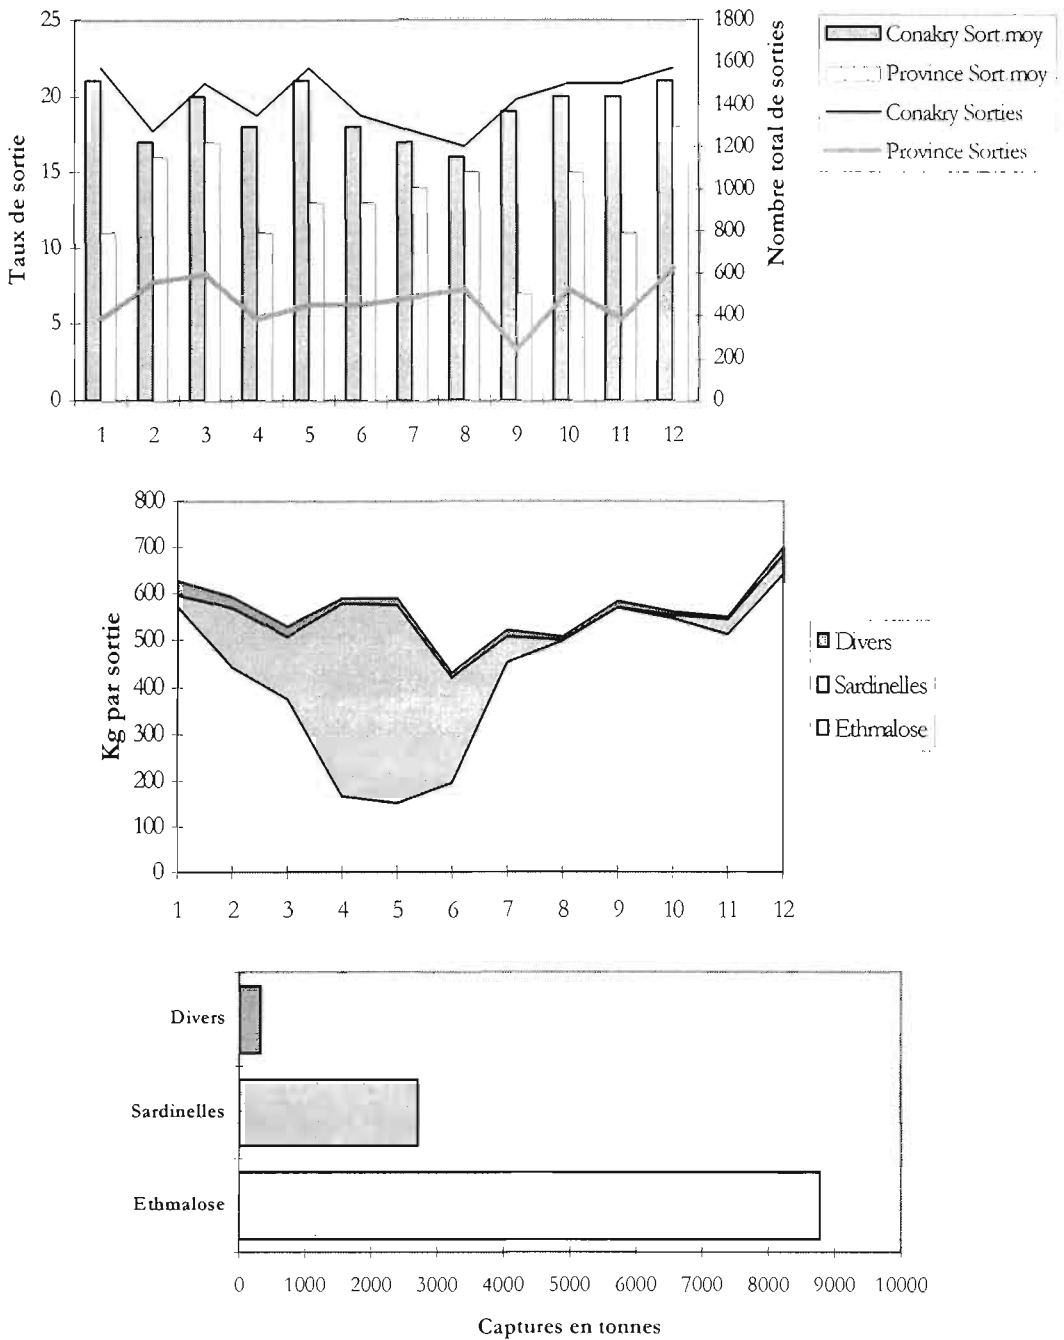 Taux de sortie
25
20
15
10
5
0
1 2 3 4 5 6 7 8 9 10 11 12
1800
1600
1400
1200
1000
800
600
400
200
0
Nombre total de sorties
Conakry Sort. moy
Province Sort. moy
Conakry Sorties
Province Sorties
Kg par sortie
800
700
600
500
400
300
200
100
0
1 2 3 4 5 6 7 8 9 10 11 12
Divers
Sardinelles
Ethmalose
Divers
Sardinelles
Ethmalose
0 1000 2000 3000 4000 5000 6000 7000 8000 9000 10000
Captures en tonnes